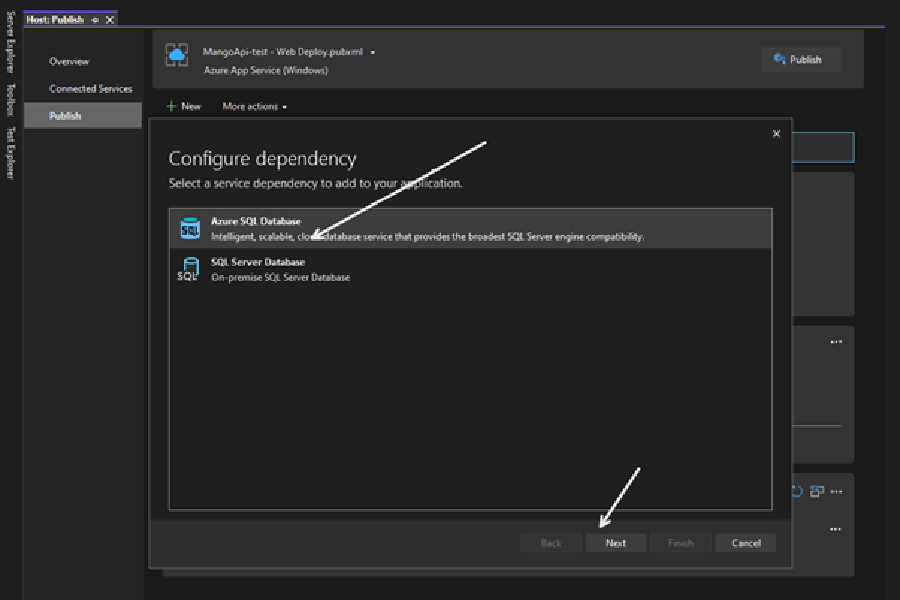 Server Explorer
Toolbox
Test Explorer
Host: Publish
Overview
Connected Services
Publish
MangoApi-test - Web Deploy.pubxml
Azure App Service (Windows)
Publish
New
More actions
Configure dependency
Select a service dependency to add to your application.
Azure SQL Database
Intelligent, scalable, cloud database service that provides the broadest SQL Server engine compatibility.
SQL
SQL Server Database
On-premise SQL Server Database
SQL
Back
Next
Finish
Cancel